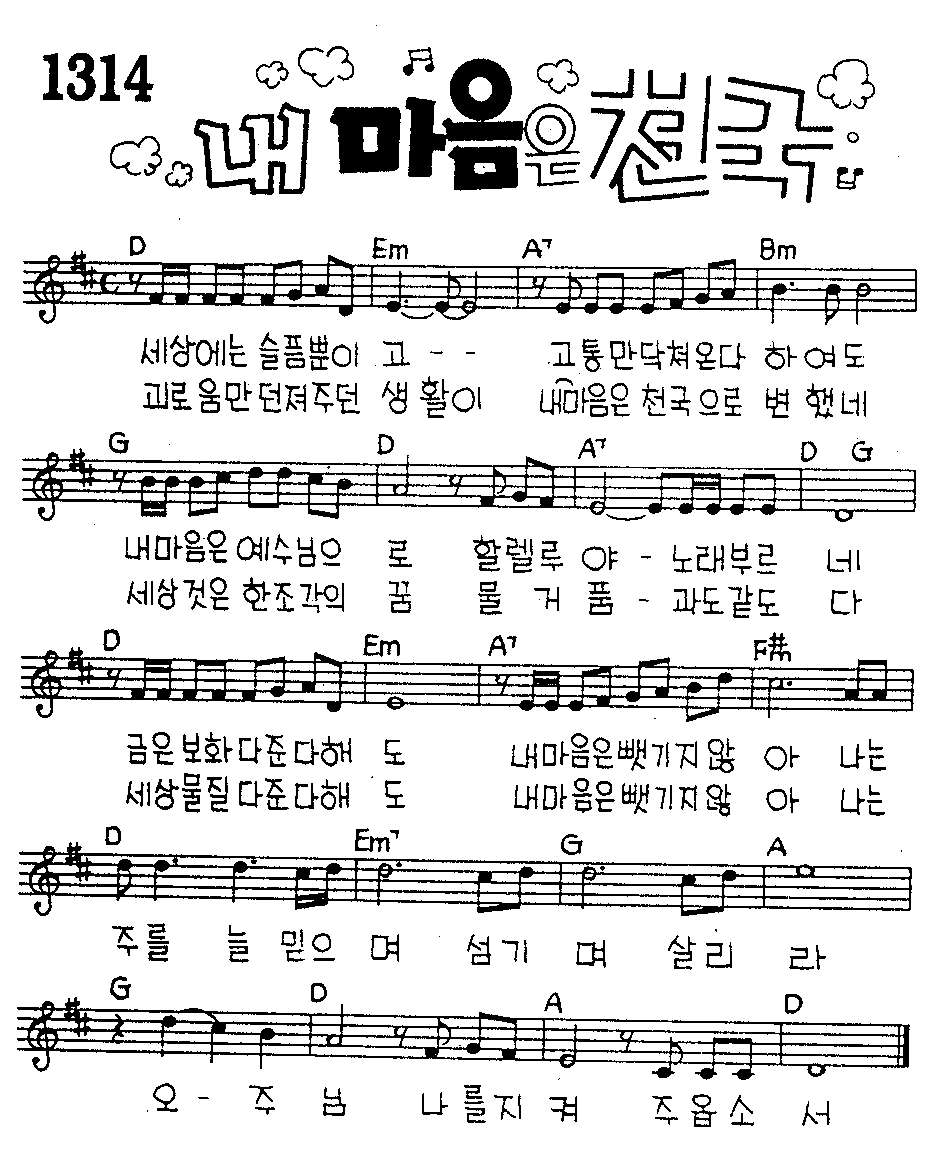 1314
내 마음은 천국
D Em A7 Bm
세상에는 슬픔뿐이 고 - - 고통만닥쳐온다 하 여도
괴로움만 던져주던 생 활이 내마음은 천국으로 변 했네
G D A7 D G
내마음은 예수님으 로 할렐루 야 - 노래부르 네
세상것은 한조각의 꿈 물 거 품 - 과도같도 다
D Em A7 F#m
금은보화 다준다해 도 내마음은뺏기지않 아 나는
세상물질 다준다해 도 내마음은뺏기지않 아 나는
D Em7 G A
주를 늘 믿으 며 섬기 며 살리 라
G D A D
오 - 주 님 나 를지 켜 주옵소 서